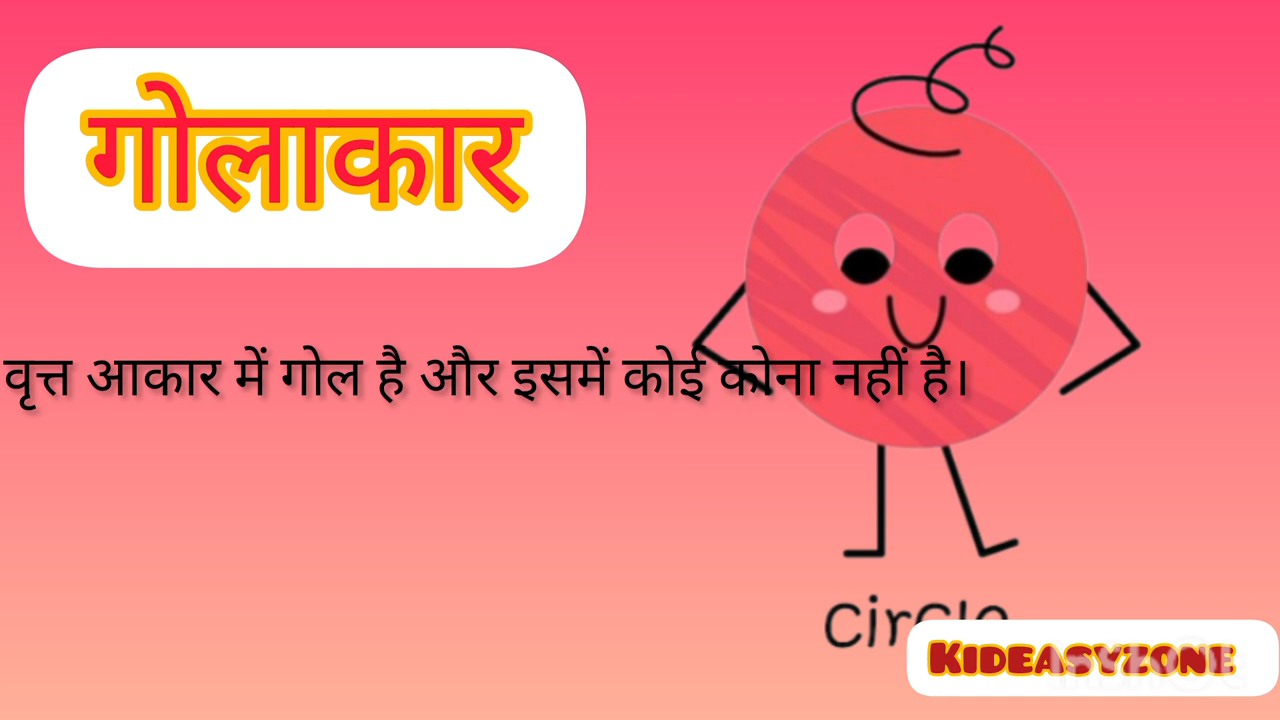 गोलाकार
वृत्त आकार में गोल है और इसमें कोई कोना नहीं है।
circle
KIDEASYZONE